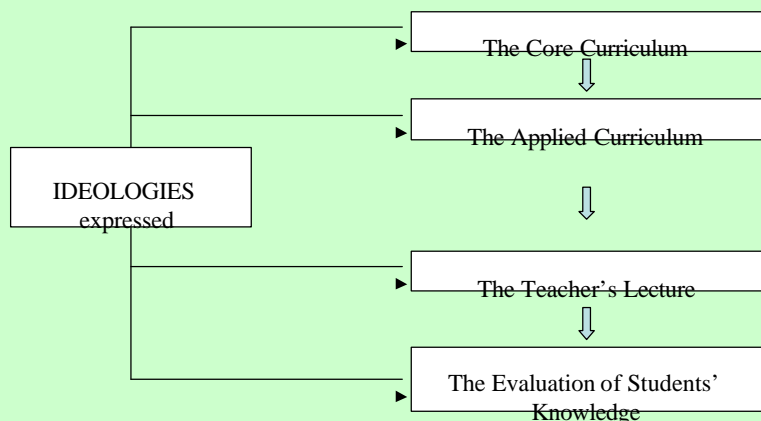 The Core Curriculum
The Applied Curriculum
IDEOLOGIES
expressed
The Teacher's Lecture
The Evaluation of Students'
Knowledge